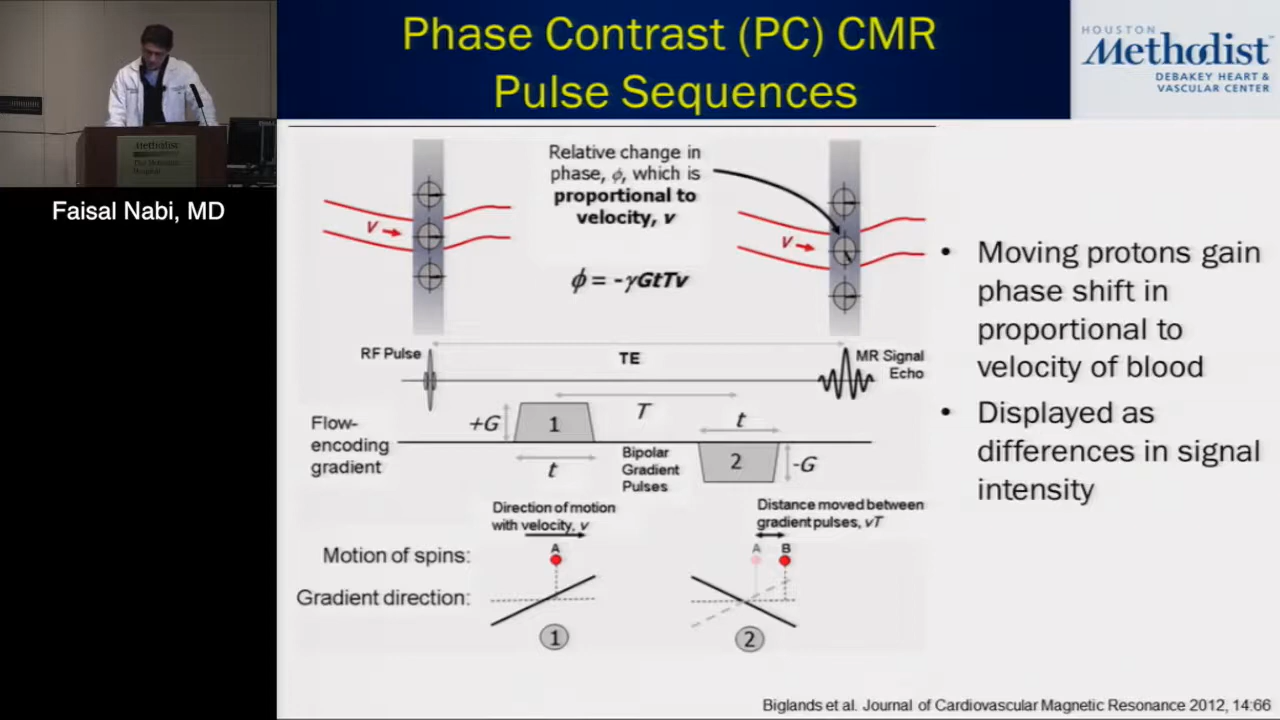 Phase Contrast (PC) CMR
Pulse Sequences
HOUSTON
Methodist
DEBAKEY HEART &
VASCULAR CENTER
Methodist
Faisal Nabi, MD
Relative change in
phase, ϕ, which is
proportional to
velocity, v
v
v
ϕ = -γGtTv
RF Pulse
TE
MR Signal
Echo
Flow-
encoding
gradient
+G
1
T
t
Bipolar
Gradient
Pulses
t
2
-G
Direction of motion
with velocity, v
Distance moved between
gradient pulses, vT
Motion of spins:
A
A
B
Gradient direction:
1
2
• Moving protons gain
phase shift in
proportional to
velocity of blood
• Displayed as
differences in signal
intensity
Biglands et al. Journal of Cardiovascular Magnetic Resonance 2012, 14:66